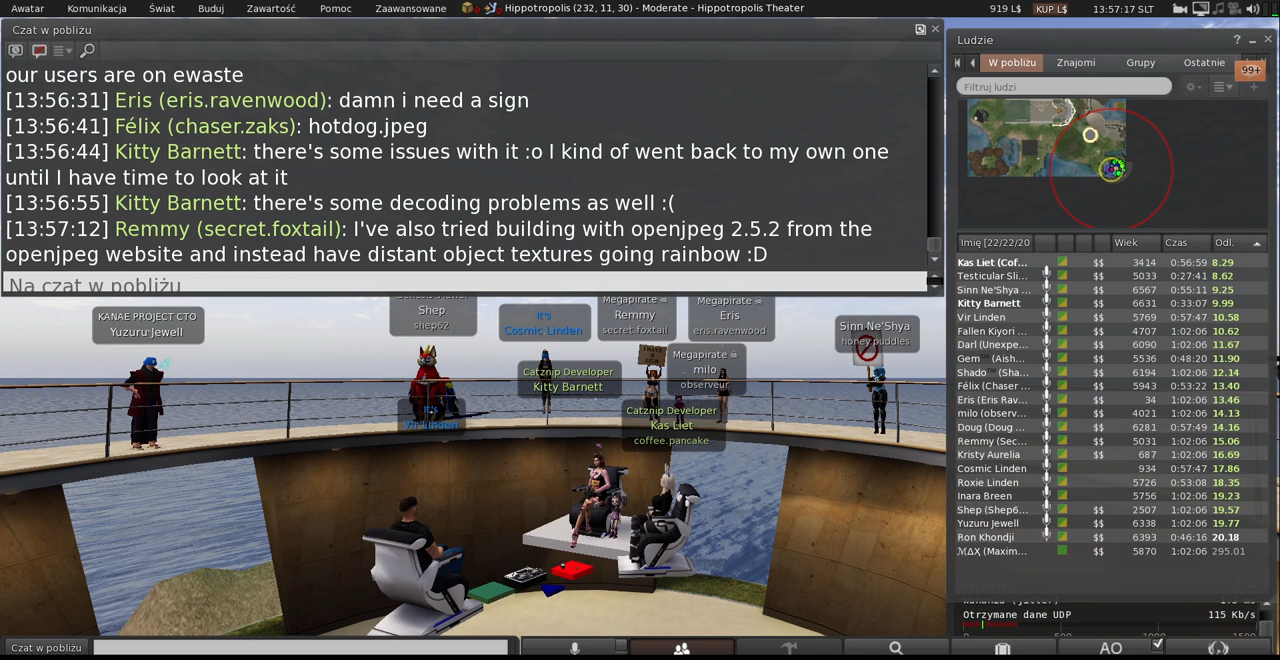 Awatar Komunikacja Świat Buduj Zawartość Pomoc Zaawansowane Hippotropolis (232, 11, 30) - Moderate - Hippotropolis Theater 919 L$ KUP L$ 13:57:17 SLT
Czat w pobliżu
our users are on ewaste
[13:56:31] Eris (eris.ravenwood): damn i need a sign
[13:56:41] Félix (chaser.zaks): hotdog.jpeg
[13:56:44] Kitty Barnett: there's some issues with it :o I kind of went back to my own one
until I have time to look at it
[13:56:55] Kitty Barnett: there's some decoding problems as well :(
[13:57:12] Remmy (secret.foxtail): I've also tried building with openjpeg 2.5.2 from the
openjpeg website and instead have distant object textures going rainbow :D
Na czat w pobliżu
KANAE PROJECT CTO
Yuzuru Jewell
Shep
shep62
It's
Cosmic Linden
Megapirate ☠
Remmy
secret.foxtail
Megapirate ☠
Eris
eris.ravenwood
Sinn Ne'Shya
honey.puddles
Catznip Developer
Kitty Barnett
Megapirate ☠
milo
observeur
It's
Vir Linden
Catznip Developer
Kas Liet
coffee.pancake
Ludzie
? _ ×
W pobliżu Znajomi Grupy Ostatnie
99+
Filtruj ludzi
Imię [22/22/20 Wiek Czas Odl.
Kas Liet (Cof... $$ 3414 0:56:59 8.29
Testicular Sli... $$ 5033 0:27:41 8.62
Sinn Ne'Shya ... $$ 6567 0:55:11 9.25
Kitty Barnett $$ 6631 0:33:07 9.99
Vir Linden $$ 5769 0:57:47 10.58
Fallen Kiyori ... $$ 4707 1:02:06 10.62
Darl (Unexpe... $$ 6090 1:02:06 11.67
Gem™ (Aish... $$ 5536 0:48:20 11.90
Shado™ (Sha... $$ 6194 1:02:06 12.14
Félix (Chaser ... $$ 5943 0:53:22 13.40
Eris (Eris Rav... $$ 34 1:02:06 13.46
milo (observ... $$ 4021 1:02:06 14.13
Doug (Doug ... $$ 6281 0:57:49 14.16
Remmy (Sec... $$ 5031 1:02:06 15.06
Kristy Aurelia $$ 687 1:02:06 16.69
Cosmic Linden 934 0:57:47 17.86
Roxie Linden 5726 0:53:08 18.35
Inara Breen 5756 1:02:06 19.23
Shep (Shep6... $$ 2507 1:02:06 19.57
Yuzuru Jewell $$ 6338 1:02:06 19.77
Ron Khondji $$ 6393 0:46:16 20.18
ℳΔχ (Maxim... $$ 5870 1:02:06 295.01
Otrzymane dane UDP 115 Kb/s
0 500 1000 1500
Czat w pobliżu AO